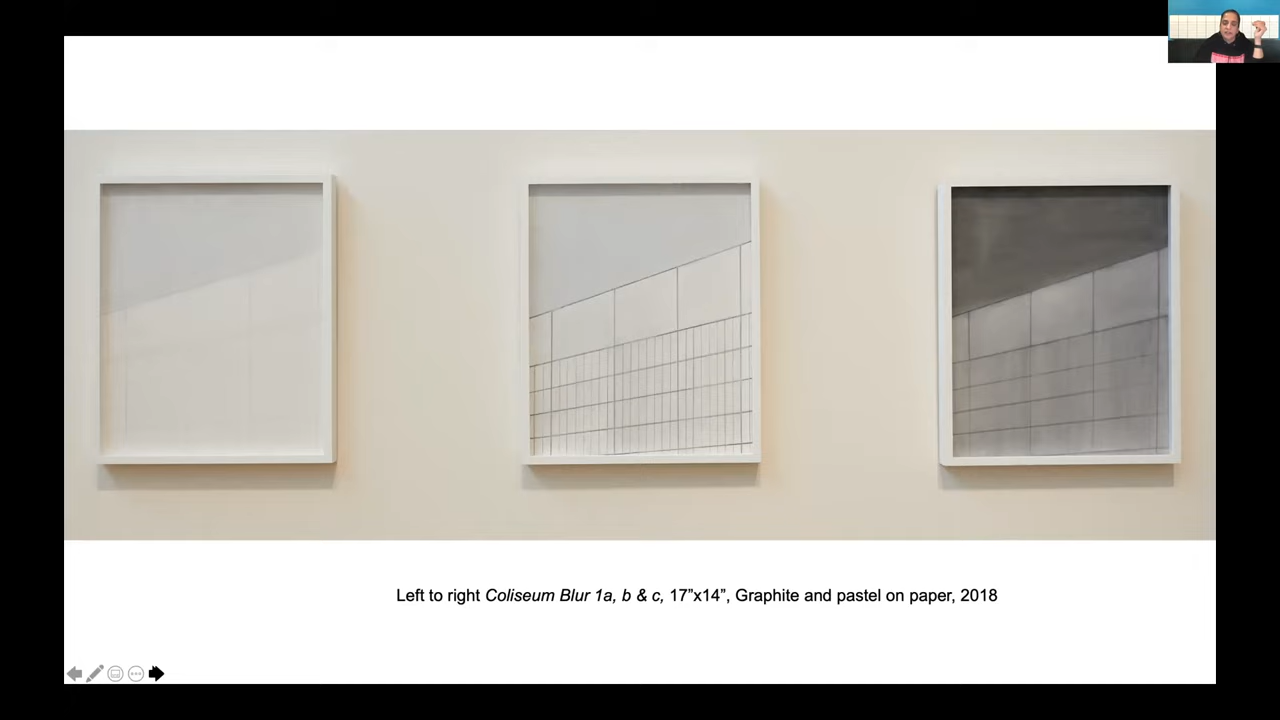 Left to right Coliseum Blur 1a, b & c, 17”x14”, Graphite and pastel on paper, 2018